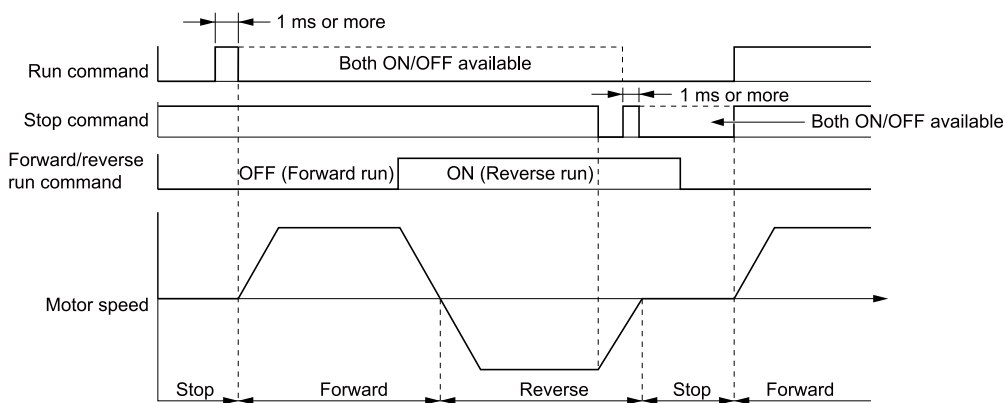 1 ms or more
Run command
Both ON/OFF available
1 ms or more
Stop command
Both ON/OFF available
Forward/reverse
run command
OFF (Forward run)
ON (Reverse run)
Motor speed
Stop
Forward
Reverse
Stop
Forward